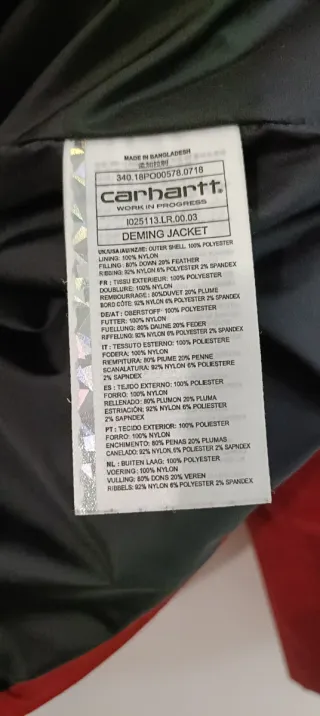 MADE IN BANGLADESH
340.18PO00578.0718
carhartt.
WORK IN PROGRESS
I025113.LR.00.03
DEMING JACKET
OUTER SHELL 100% POLYESTER
LINING: 100% NYLON
FILLING: 80% DOWN 20% FEATHER
RIBBING: 92% NYLON 6% POLYESTER 2% SPANDEX
FR : TISSU EXTERIEUR: 100% POLYESTER
DOUBLURE: 100% NYLON
REMBOURRAGE : 80%DUVET 20% PLUME
BORD CÔTE: 92% NYLON 6% POLYESTER 2% SPANDEX
DE/AT : OBERSTOFF: 100% POLYESTER
FUTTER: 100% NYLON
FUELLUNG: 80% DAUNE 20% FEDER
RIFFELUNG: 92% NYLON 6% POLYESTER 2% SPANDEX
IT : TESSUTO ESTERNO: 100% POLIESTERE
FODERA: 100% NYLON
RIEMPITURA: 80% PIUME 20% PENNE
SCANALATURA: 92% NYLON 6% POLIESTERE
2% SAPNDEX
ES : TEJIDO EXTERNO: 100% POLIESTER
FORRO: 100% NYLON
RELLENADO: 80% PLUMON 20% PLUMA
ESTRIACIÓN: 92% NYLON 6% POLIESTER
2% SAPNDEX
PT : TECIDO EXTERIOR: 100% POLIESTER
FORRO: 100% NYLON
ENCHIMENTO: 80% PENAS 20% PLUMAS
CANELADO: 92% NYLON, 6% POLYESTER 2% SAPNDEX
NL : BUITEN LAAG: 100% POLYESTER
VOERING: 100% NYLON
VULLING: 80% DONS 20% VEREN
RIBBELS: 92% NYLON 6% POLYESTER 2% SPANDEX